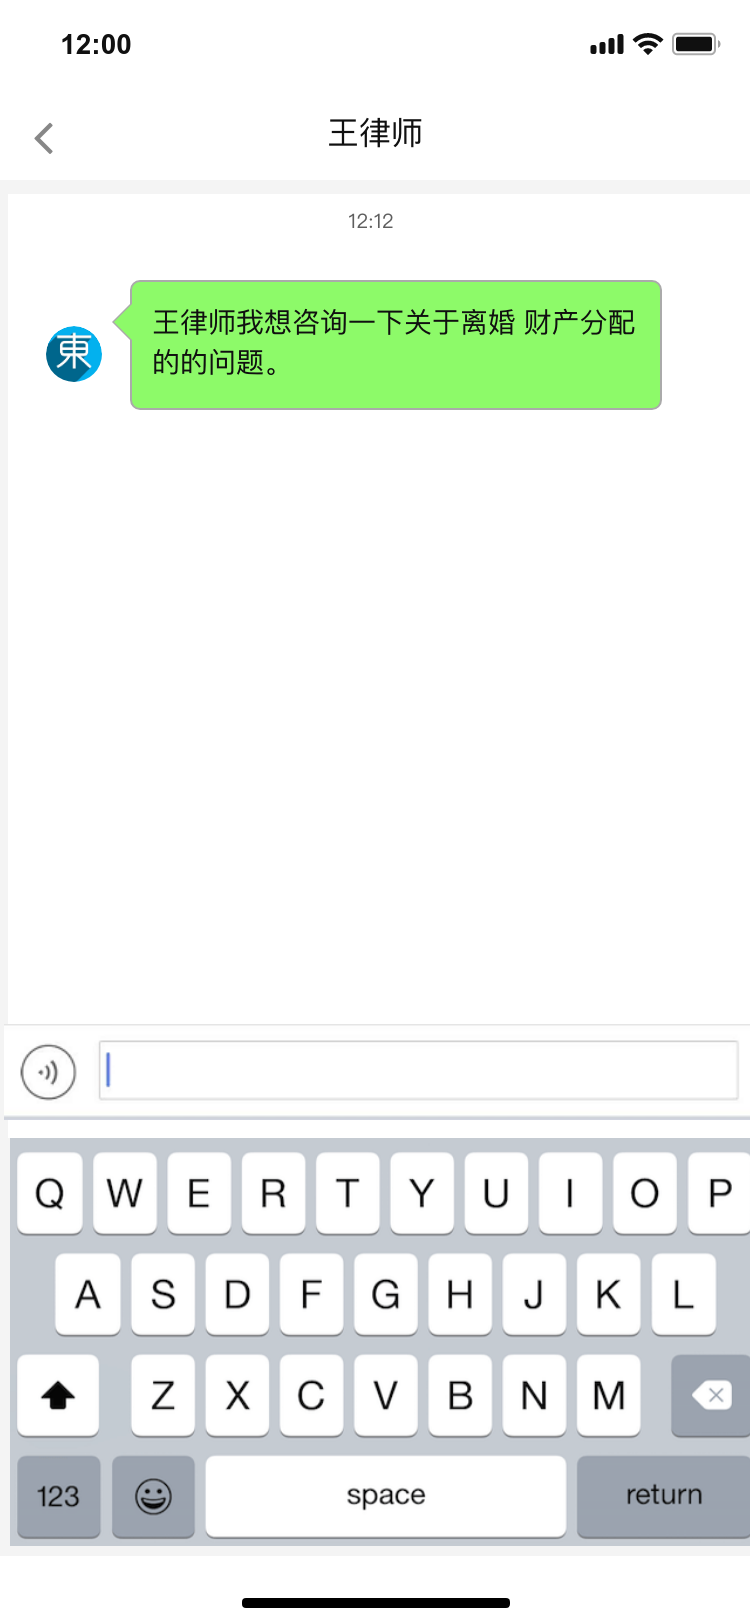 12:00
王律师
12:12
東
王律师我想咨询一下关于离婚 财产分配
的的问题。
Q W E R T Y U I O P
A S D F G H J K L
Z X C V B N M
123 space return